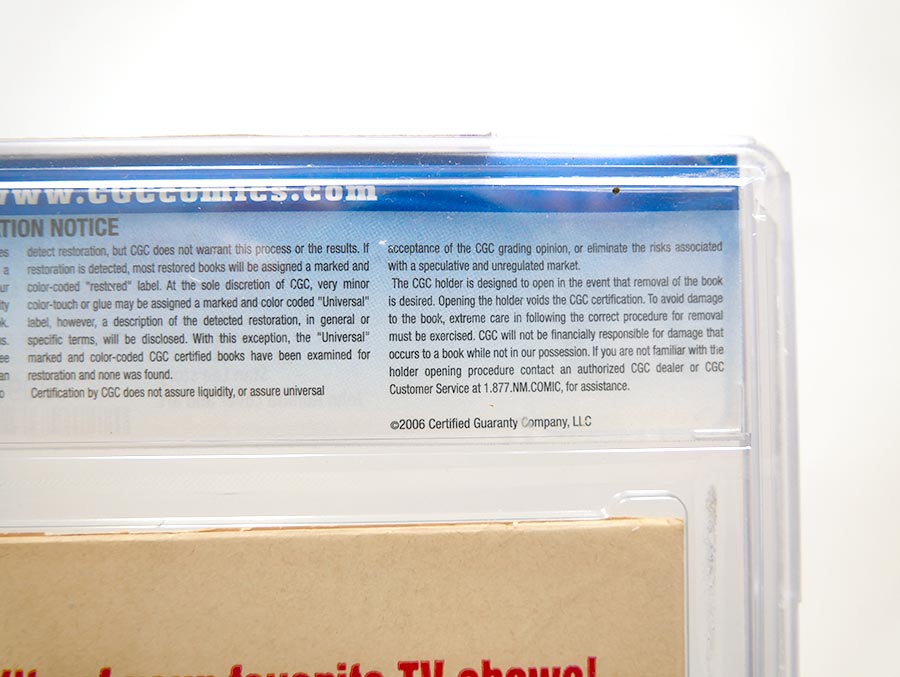 www.CGCcomics.com
TION NOTICE
es
a
ur
ity
k.
s.
ee
an
o
detect restoration, but CGC does not warrant this process or the results. If
restoration is detected, most restored books will be assigned a marked and
color-coded "restored" label. At the sole discretion of CGC, very minor
color-touch or glue may be assigned a marked and color coded "Universal"
label, however, a description of the detected restoration, in general or
specific terms, will be disclosed. With this exception, the "Universal"
marked and color-coded CGC certified books have been examined for
restoration and none was found.
Certification by CGC does not assure liquidity, or assure universal
acceptance of the CGC grading opinion, or eliminate the risks associated
with a speculative and unregulated market.
The CGC holder is designed to open in the event that removal of the book
is desired. Opening the holder voids the CGC certification. To avoid damage
to the book, extreme care in following the correct procedure for removal
must be exercised. CGC will not be financially responsible for damage that
occurs to a book while not in our possession. If you are not familiar with the
holder opening procedure contact an authorized CGC dealer or CGC
Customer Service at 1.877.NM.COMIC, for assistance.
©2006 Certified Guaranty Company, LLC
favorite TV shows!